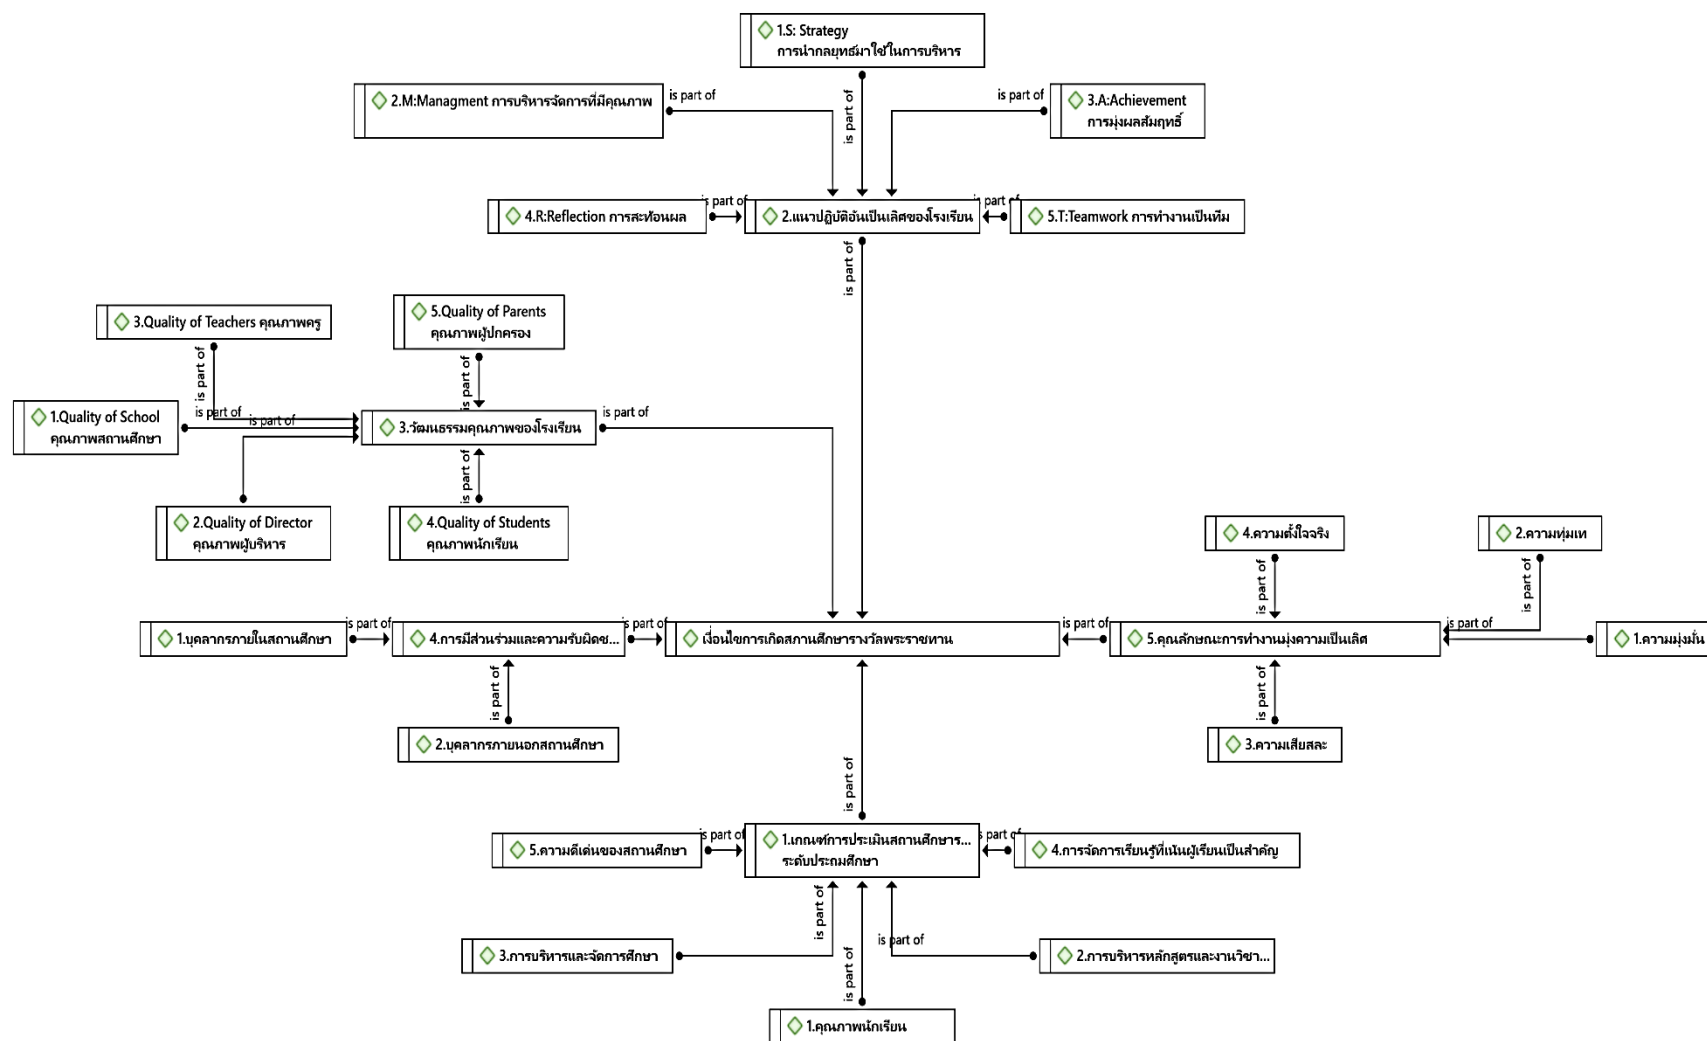 1.S: Strategy
การนำกลยุทธ์มาใช้ในการบริหาร
2.M:Managment การบริหารจัดการที่มีคุณภาพ
is part of
is part of
is part of
3.A:Achievement
การมุ่งผลสัมฤทธิ์
4.R:Reflection การสะท้อนผล
is part of
2.แนวปฏิบัติอันเป็นเลิศของโรงเรียน
is part of
5.T:Teamwork การทำงานเป็นทีม
is part of
3.Quality of Teachers คุณภาพครู
5.Quality of Parents
คุณภาพผู้ปกครอง
is part of
is part of
1.Quality of School
คุณภาพสถานศึกษา
is part of
is part of
3.วัฒนธรรมคุณภาพของโรงเรียน
is part of
is part of
2.Quality of Director
คุณภาพผู้บริหาร
4.Quality of Students
คุณภาพนักเรียน
4.ความตั้งใจจริง
2.ความทุ่มเท
is part of
is part of
1.บุคลากรภายในสถานศึกษา
is part of
4.การมีส่วนร่วมและความรับผิดช...
is part of
เงื่อนไขการเกิดสถานศึกษารางวัลพระราชทาน
is part of
5.คุณลักษณะการทำงานมุ่งความเป็นเลิศ
is part of
1.ความมุ่งมั่น
is part of
is part of
2.บุคลากรภายนอกสถานศึกษา
3.ความเสียสละ
is part of
5.ความดีเด่นของสถานศึกษา
is part of
1.เกณฑ์การประเมินสถานศึกษาร...
ระดับประถมศึกษา
is part of
4.การจัดการเรียนรู้ที่เน้นผู้เรียนเป็นสำคัญ
is part of
is part of
is part of
3.การบริหารและจัดการศึกษา
2.การบริหารหลักสูตรและงานวิชา...
1.คุณภาพนักเรียน